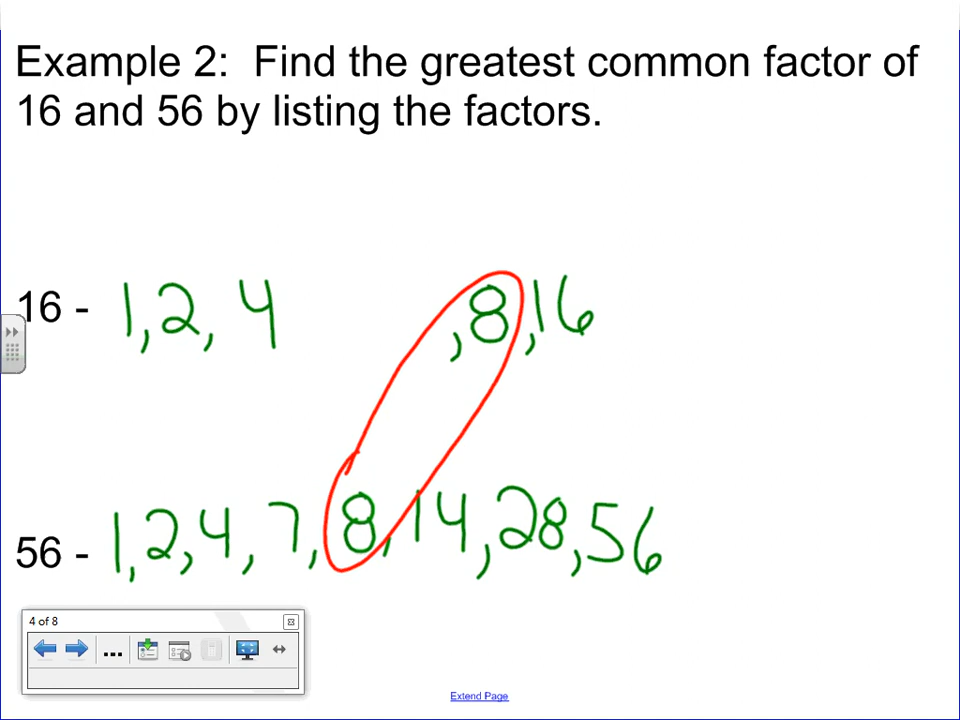 Example 2:  Find the greatest common factor of
16 and 56 by listing the factors.
16 - 1, 2, 4 , 8, 16
56 - 1, 2, 4, 7, 8, 14, 28, 56
4 of 8
...
Extend Page